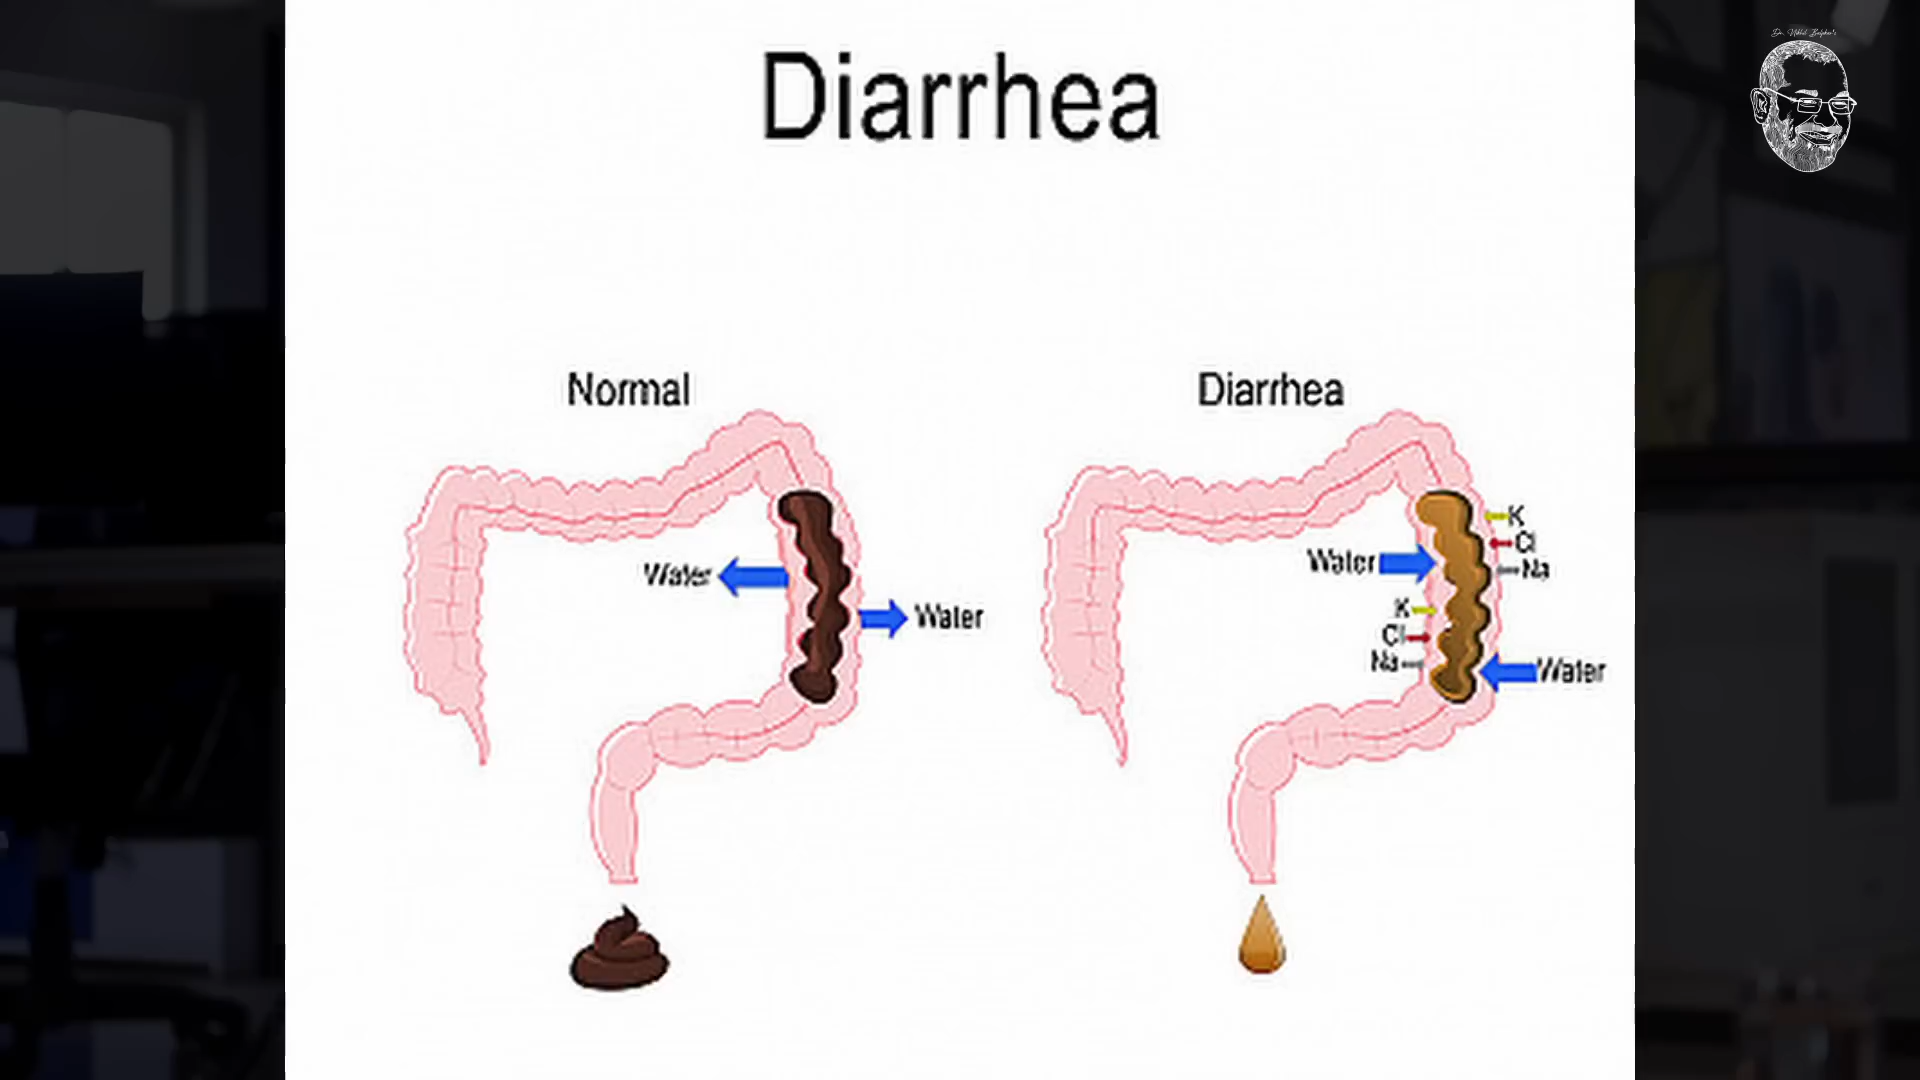 Diarrhea
Normal
Diarrhea
Water
Water
K
Cl
Na
Water
K
Cl
Na
Water